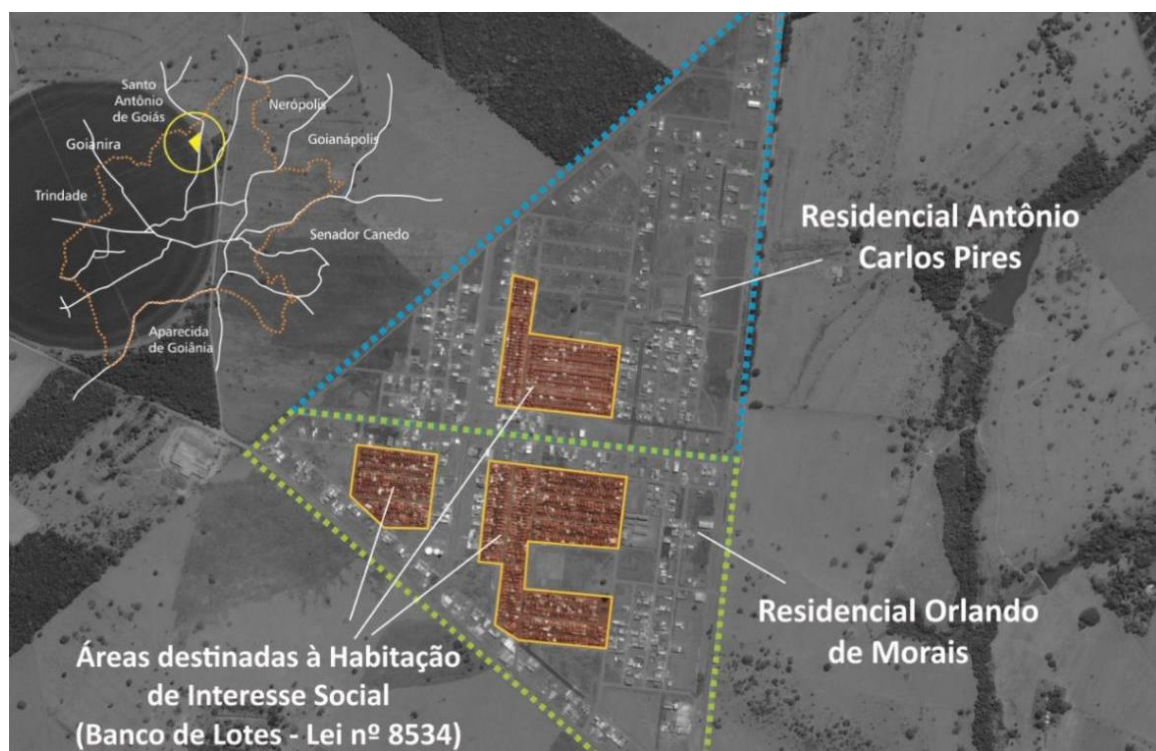 Santo
Antônio
de Goiás
Nerópolis
Goianira
Goianápolis
Trindade
Senador Canedo
Aparecida
de Goiânia
Residencial Antônio
Carlos Pires
Residencial Orlando
de Morais
Áreas destinadas à Habitação
de Interesse Social
(Banco de Lotes - Lei nº 8534)